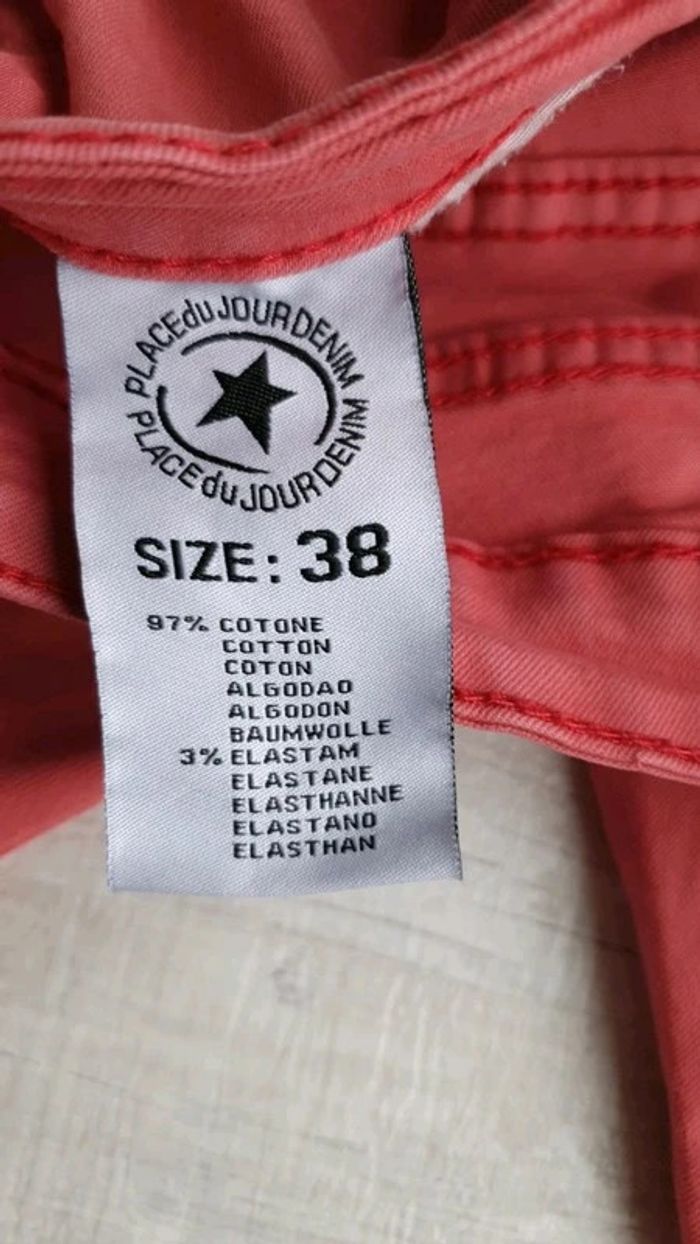 PLACEduJOURDENIM
PLACEduJOURDENIM
SIZE: 38
97% COTONE
COTTON
COTON
ALGODAO
ALGODON
BAUMWOLLE
3% ELASTAM
ELASTANE
ELASTHANNE
ELASTANO
ELASTHAN